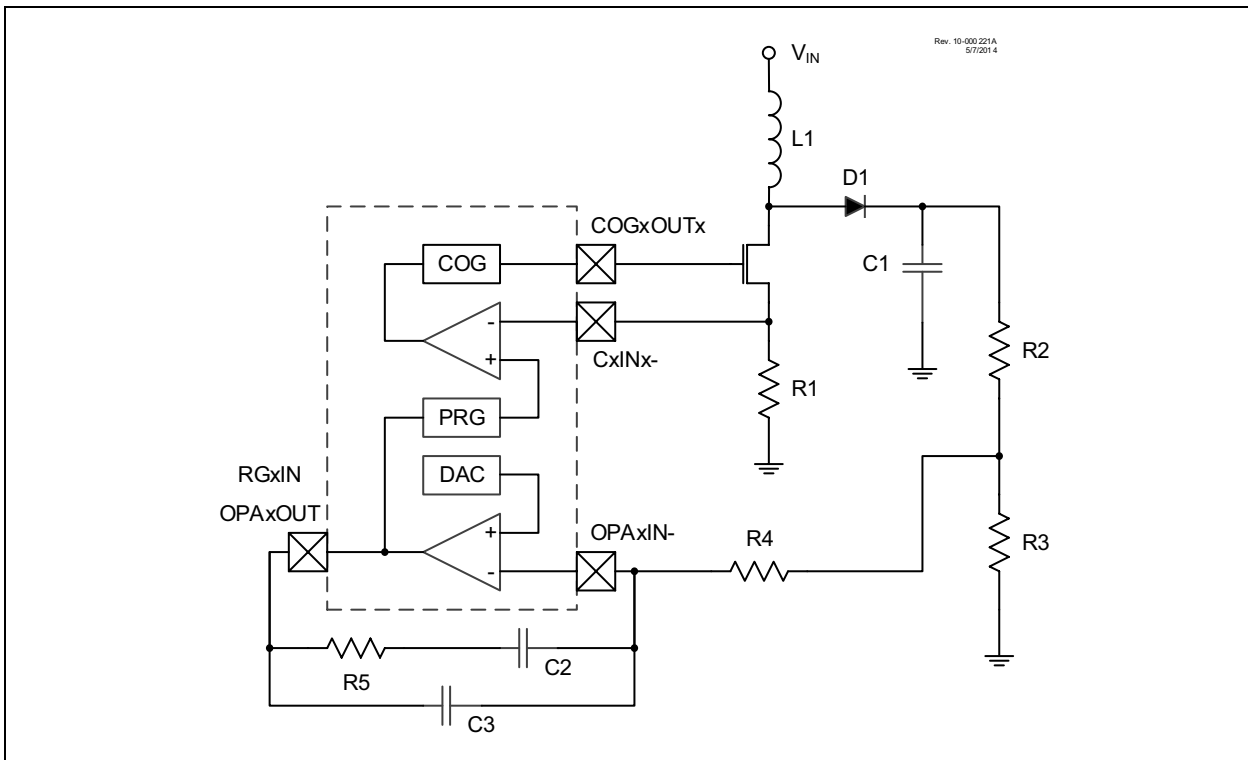 Rev. 10-000 221A
5/7/2014
VIN
L1
D1
COGxOUTx
COG
C1
-
+
CxINx-
R2
R1
PRG
RGxIN
DAC
OPAxOUT
OPAxIN-
+
-
R4
R3
R5
C2
C3